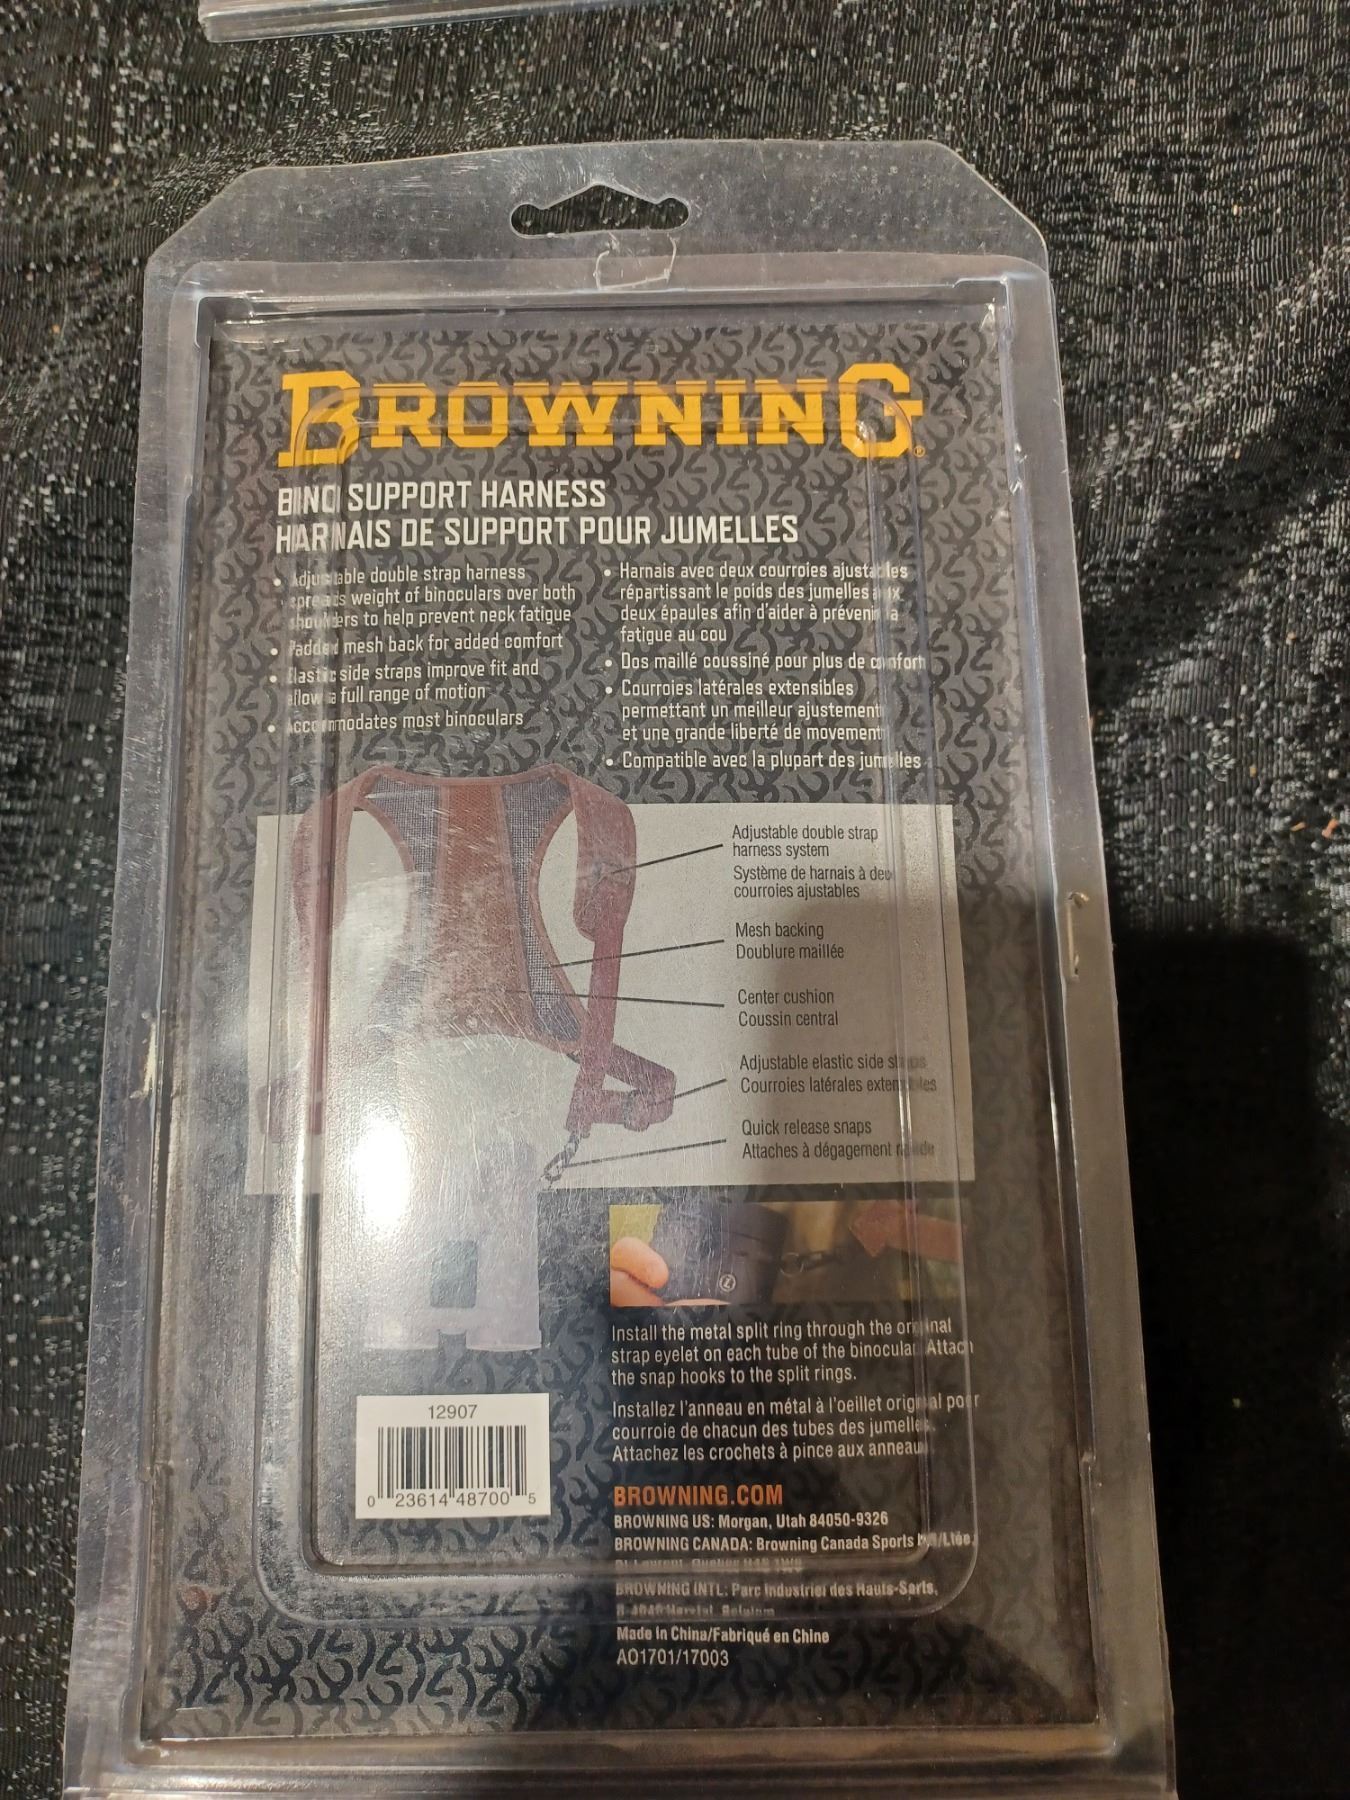 BROWNING®
BINO SUPPORT HARNESS
HARNAIS DE SUPPORT POUR JUMELLES
• Adjustable double strap harness
spreads weight of binoculars over both
shoulders to help prevent neck fatigue
• Padded mesh back for added comfort
• Elastic side straps improve fit and
allow a full range of motion
• Accommodates most binoculars
• Harnais avec deux courroies ajustables
répartissant le poids des jumelles aux
deux épaules afin d'aider à prévenir la
fatigue au cou
• Dos maillé coussiné pour plus de confort
• Courroies latérales extensibles
permettant un meilleur ajustement
et une grande liberté de movement
• Compatible avec la plupart des jumelles
Adjustable double strap
harness system
Système de harnais à deux
courroies ajustables
Mesh backing
Doublure maillée
Center cushion
Coussin central
Adjustable elastic side straps
Courroies latérales extensibles
Quick release snaps
Attaches à dégagement rapide
Install the metal split ring through the original
strap eyelet on each tube of the binocular. Attach
the snap hooks to the split rings.
Installez l'anneau en métal à l'oeillet original pour
courroie de chacun des tubes des jumelles.
Attachez les crochets à pince aux anneau
12907
0 23614 48700 5
BROWNING.COM
BROWNING US: Morgan, Utah 84050-9326
BROWNING CANADA: Browning Canada Sports /Ltée.
BROWNING INTL: Parc Industriel des Hauts-Sarts,
Belgium
Made in China/Fabriqué en Chine
AO1701/17003